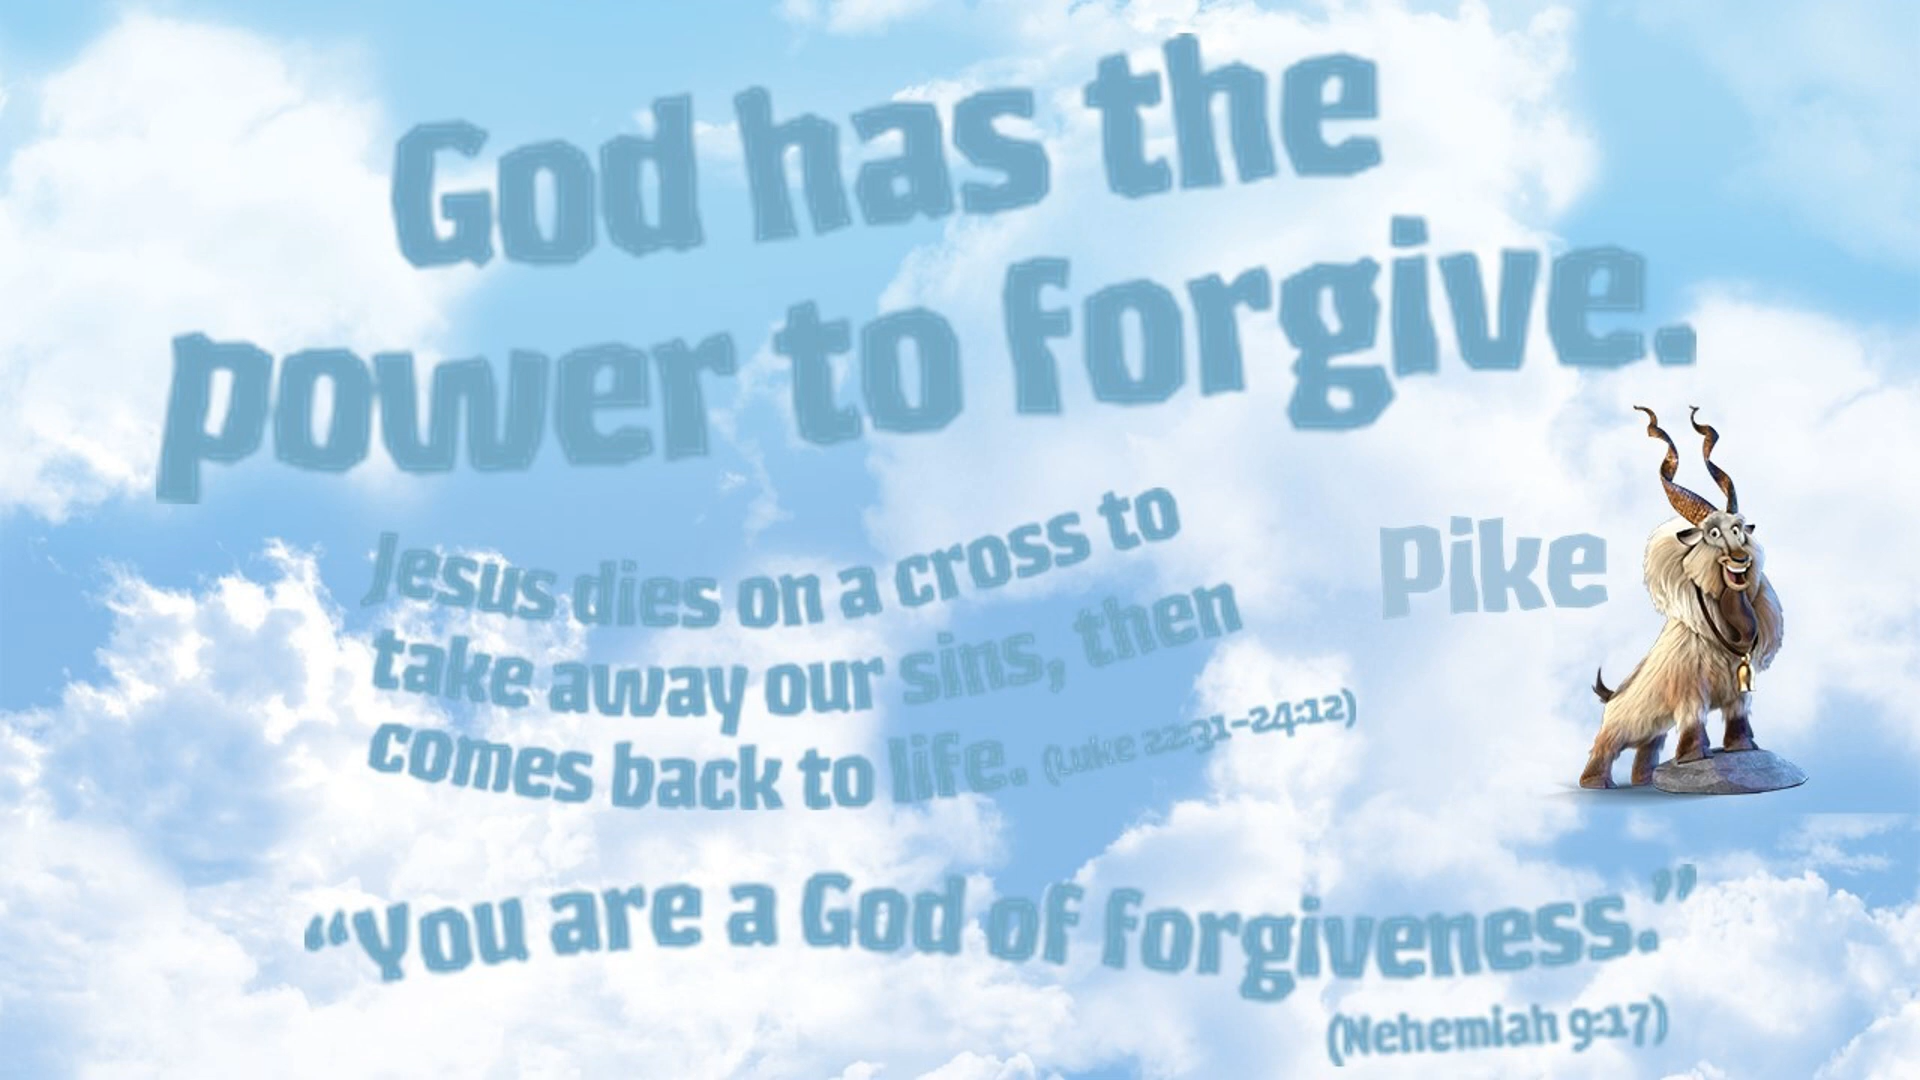 God has the
power to forgive.
Jesus dies on a cross to
take away our sins, then
comes back to life. (Luke 22:31–24:12)
Pike
“You are a God of forgiveness.”
(Nehemiah 9:17)